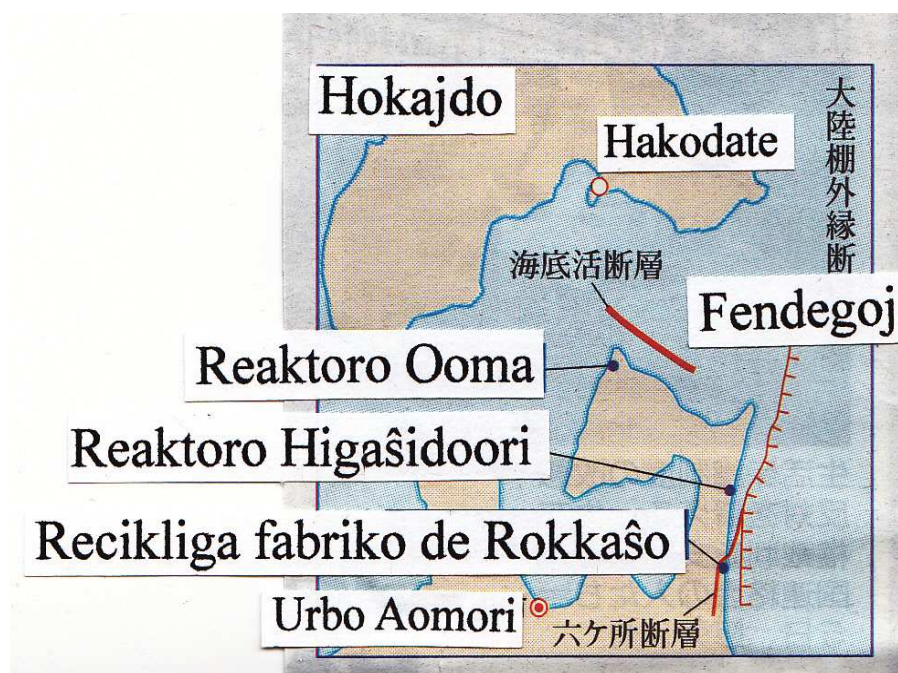 Hokajdo
Hakodate
大陸棚外縁断
海底活断層
Fendegoj
Reaktoro Ooma
Reaktoro Higaŝidoori
Recikliga fabriko de Rokkaŝo
Urbo Aomori
六ケ所断層